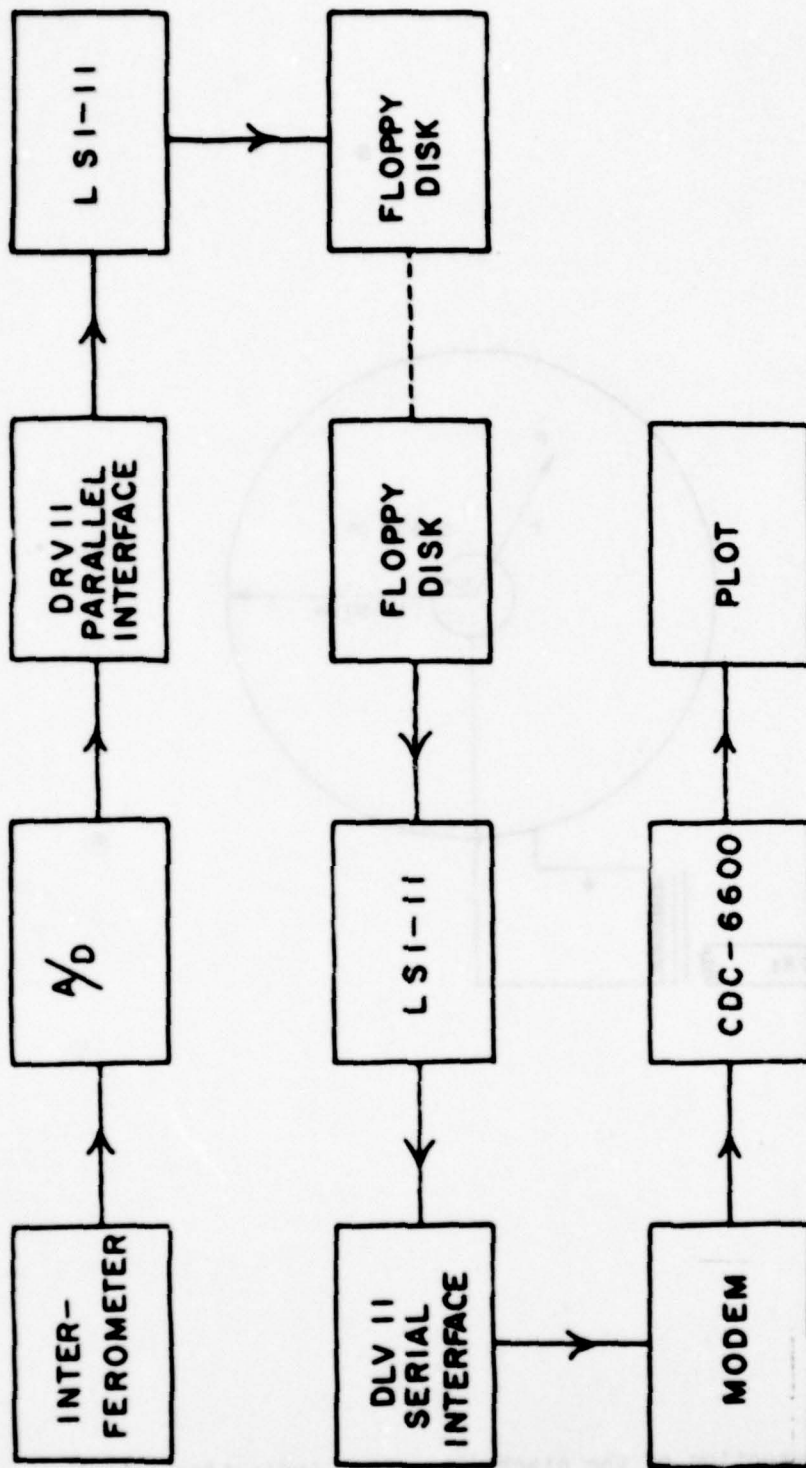 INTER-
FEROMETER
A/D
DRV11
PARALLEL
INTERFACE
LSI-11
FLOPPY
DISK
FLOPPY
DISK
LSI-11
DLV 11
SERIAL
INTERFACE
MODEM
CDC-6600
PLOT